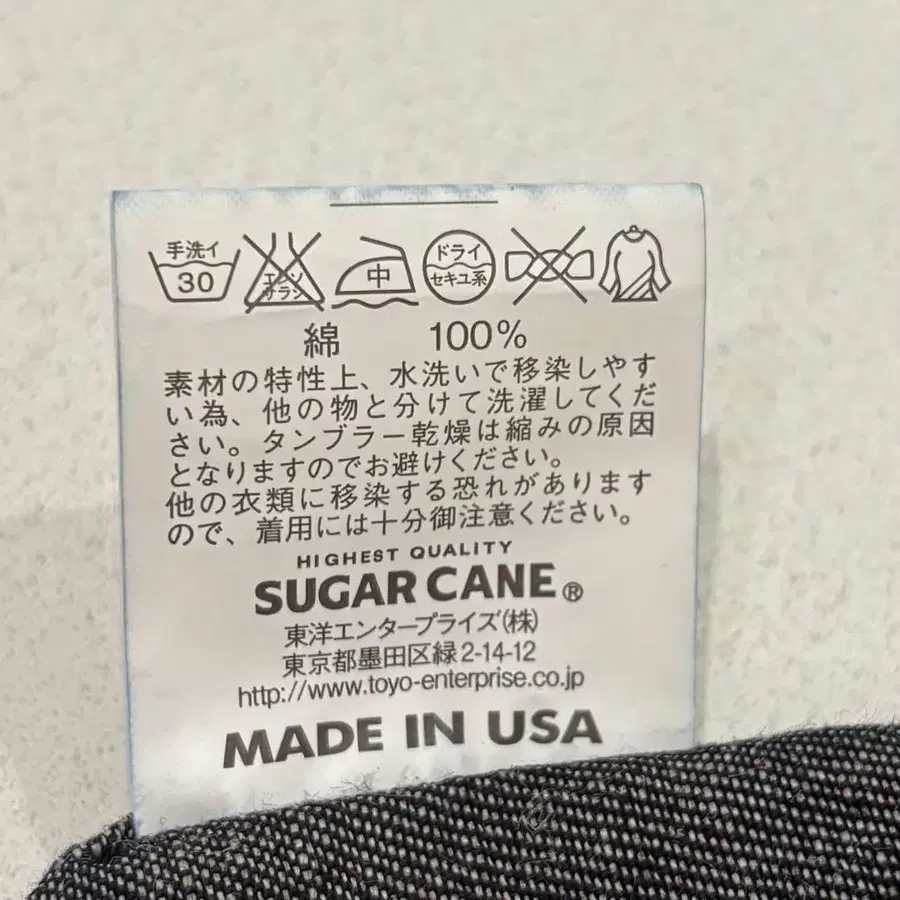 手洗イ
30
エンソ
サラシ
中
ドライ
セキユ系
綿 100%
素材の特性上、水洗いで移染しやす
い為、他の物と分けて洗濯してくだ
さい。タンブラー乾燥は縮みの原因
となりますのでお避けください。
他の衣類に移染する恐れがあります
ので、着用には十分御注意ください。
HIGHEST QUALITY
SUGAR CANE®
東洋エンタープライズ(株)
東京都墨田区緑2-14-12
http://www.toyo-enterprise.co.jp
MADE IN USA